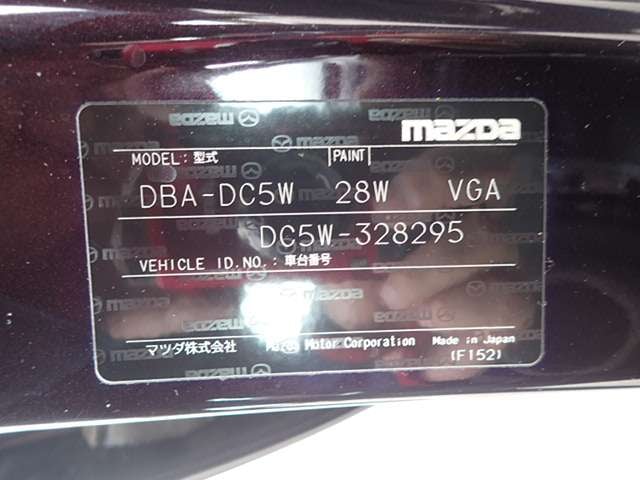 mazda
MODEL: 型式 PAINT
DBA-DC5W 28W VGA
DC5W-328295
VEHICLE ID.NO.: 車台番号
マツダ株式会社 Motor Corporation Made in Japan
(F152)